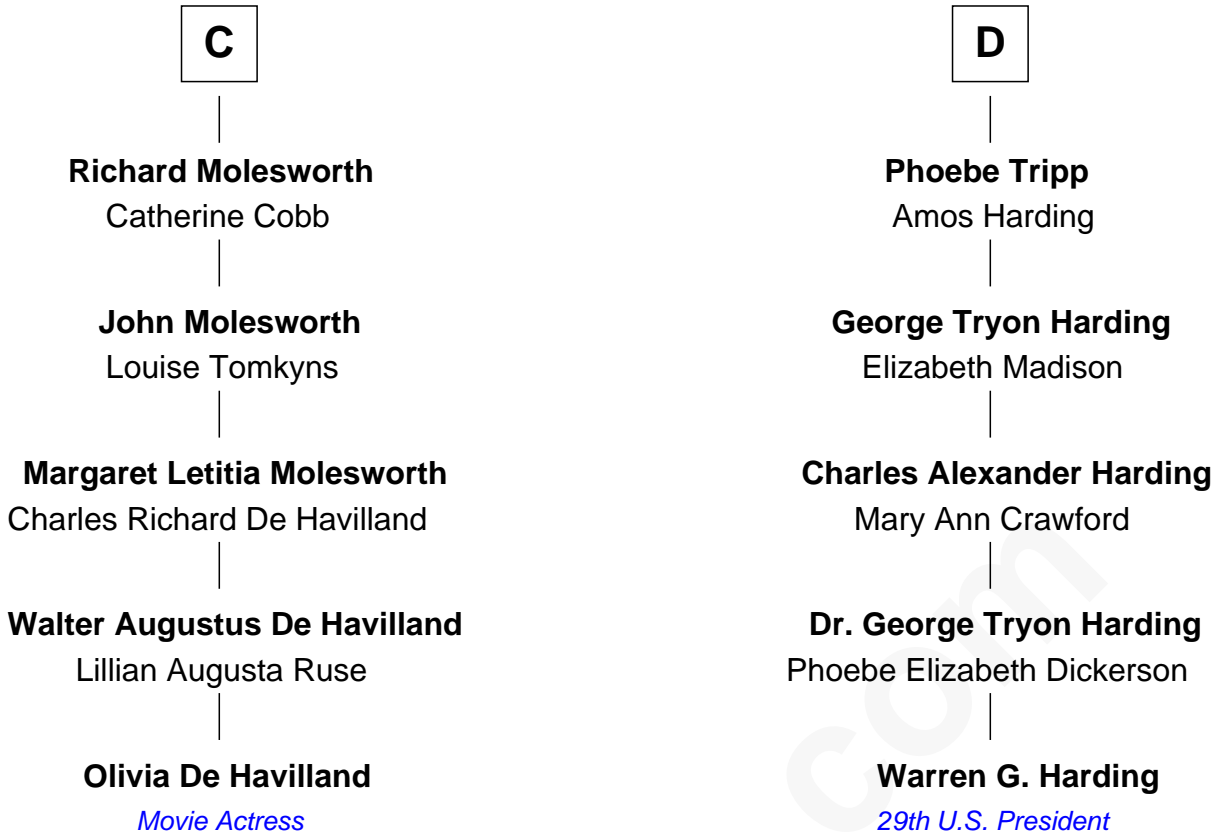 C
Richard Molesworth
Catherine Cobb
John Molesworth
Louise Tomkyns
Margaret Letitia Molesworth
Charles Richard De Havilland
Walter Augustus De Havilland
Lillian Augusta Ruse
Olivia De Havilland
Movie Actress
D
Phoebe Tripp
Amos Harding
George Tryon Harding
Elizabeth Madison
Charles Alexander Harding
Mary Ann Crawford
Dr. George Tryon Harding
Phoebe Elizabeth Dickerson
Warren G. Harding
29th U.S. President
com